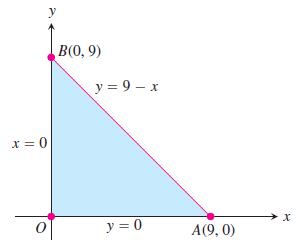 y
B(0, 9)
y = 9 – x
x = 0
x
O
y = 0
A(9, 0)